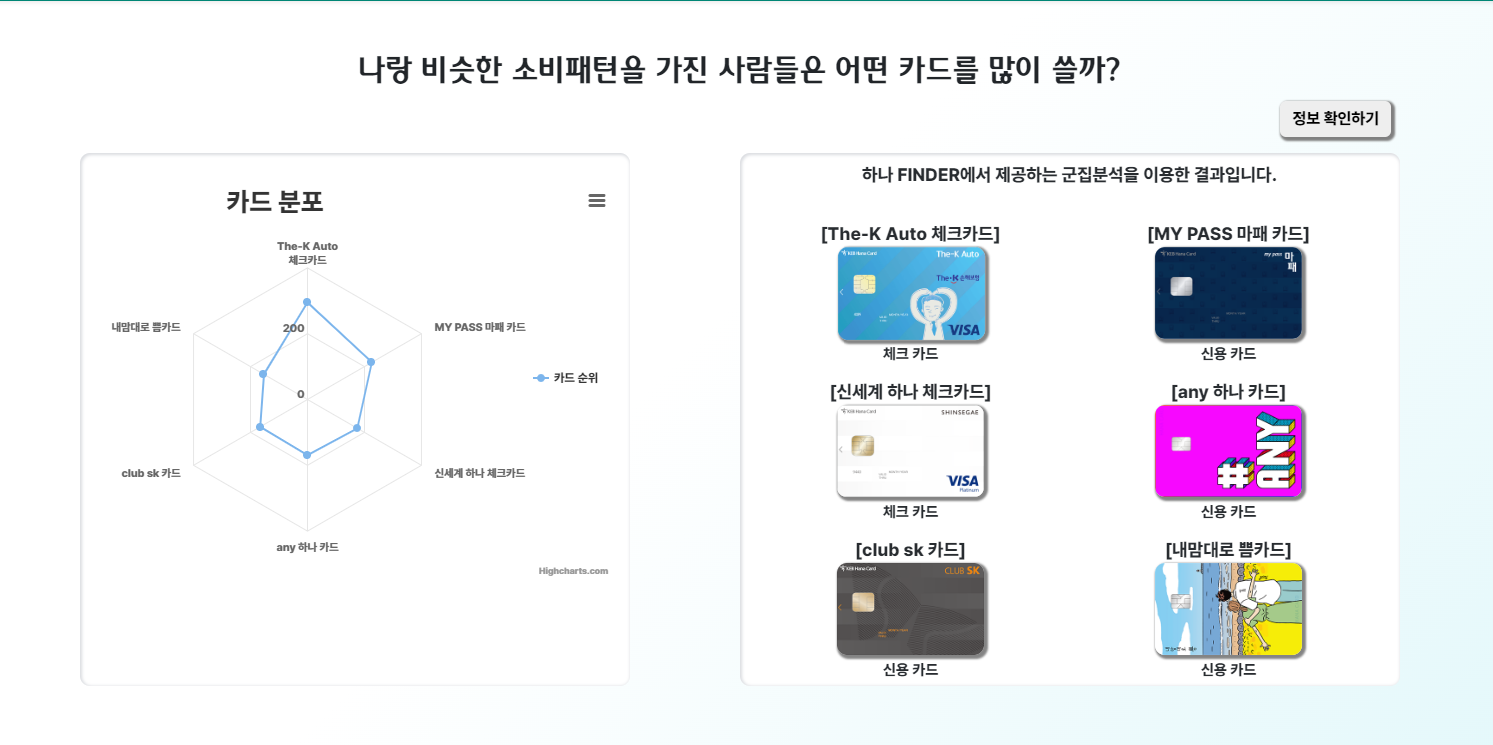 나랑 비슷한 소비패턴을 가진 사람들은 어떤 카드를 많이 쓸까?
정보 확인하기
카드 분포
The-K Auto
체크카드
내맘대로 쁨카드
200
MY PASS 마패 카드
카드 순위
0
club sk 카드
신세계 하나 체크카드
any 하나 카드
Highcharts.com
하나 FINDER에서 제공하는 군집분석을 이용한 결과입니다.
[The-K Auto 체크카드]
KEB Hana Card
The-K Auto
The-K 손해보험
VISA
체크 카드
[MY PASS 마패 카드]
KEB Hana Card
my pass 마
패
신용 카드
[신세계 하나 체크카드]
KEB Hana Card
SHINSEGAE
VISA
Platinum
체크 카드
[any 하나 카드]
#ANY
신용 카드
[club sk 카드]
KEB Hana Card
CLUB SK
신용 카드
[내맘대로 쁨카드]
신용 카드